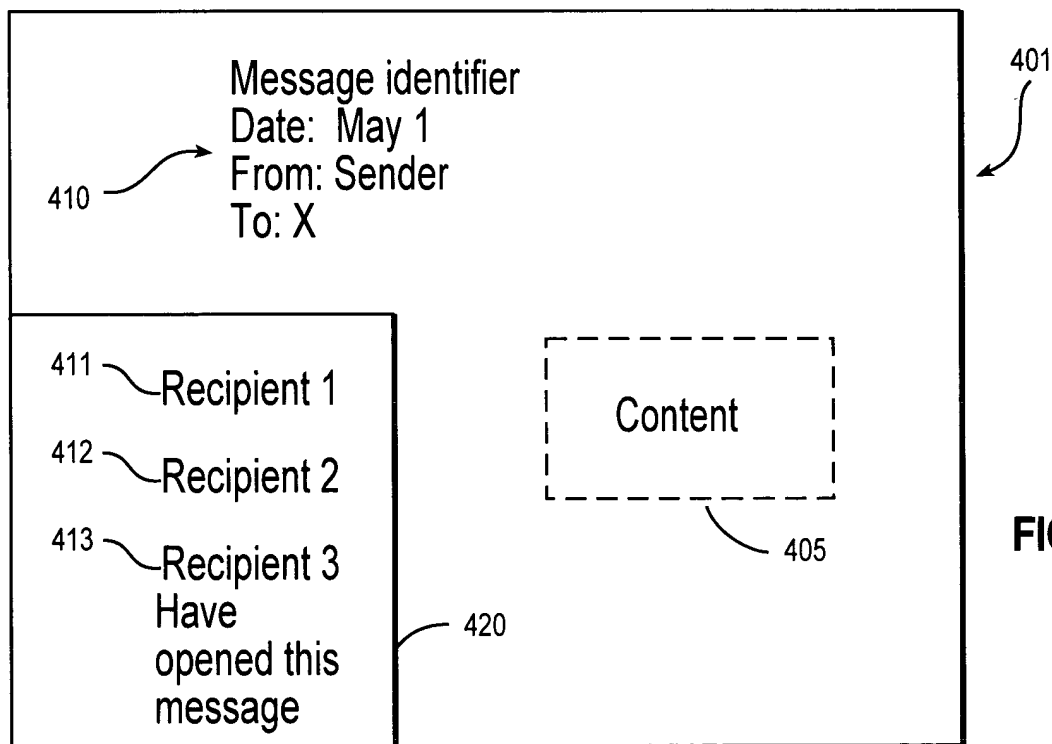 401
Message identifier
Date: May 1
From: Sender
To: X
410
411
Recipient 1
412
Recipient 2
413
Recipient 3
Have
opened this
message
420
Content
405